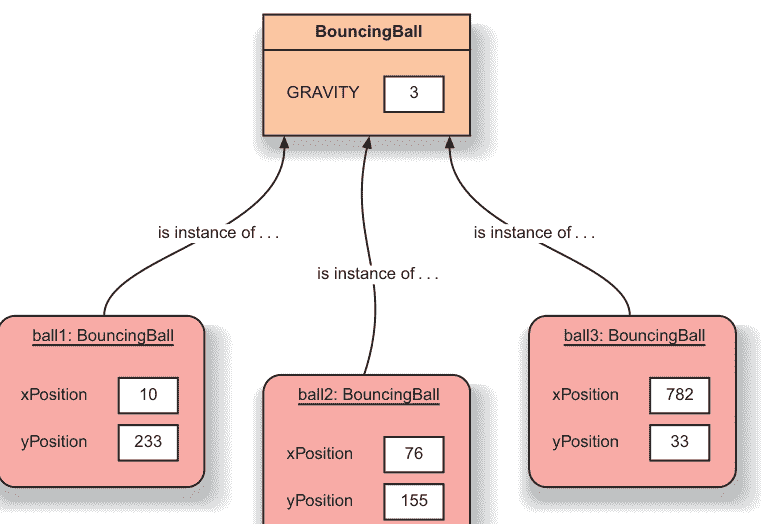 BouncingBall
GRAVITY 3
is instance of . . .
is instance of . . .
is instance of . . .
ball1: BouncingBall
xPosition 10
yPosition 233
ball2: BouncingBall
xPosition 76
yPosition 155
ball3: BouncingBall
xPosition 782
yPosition 33